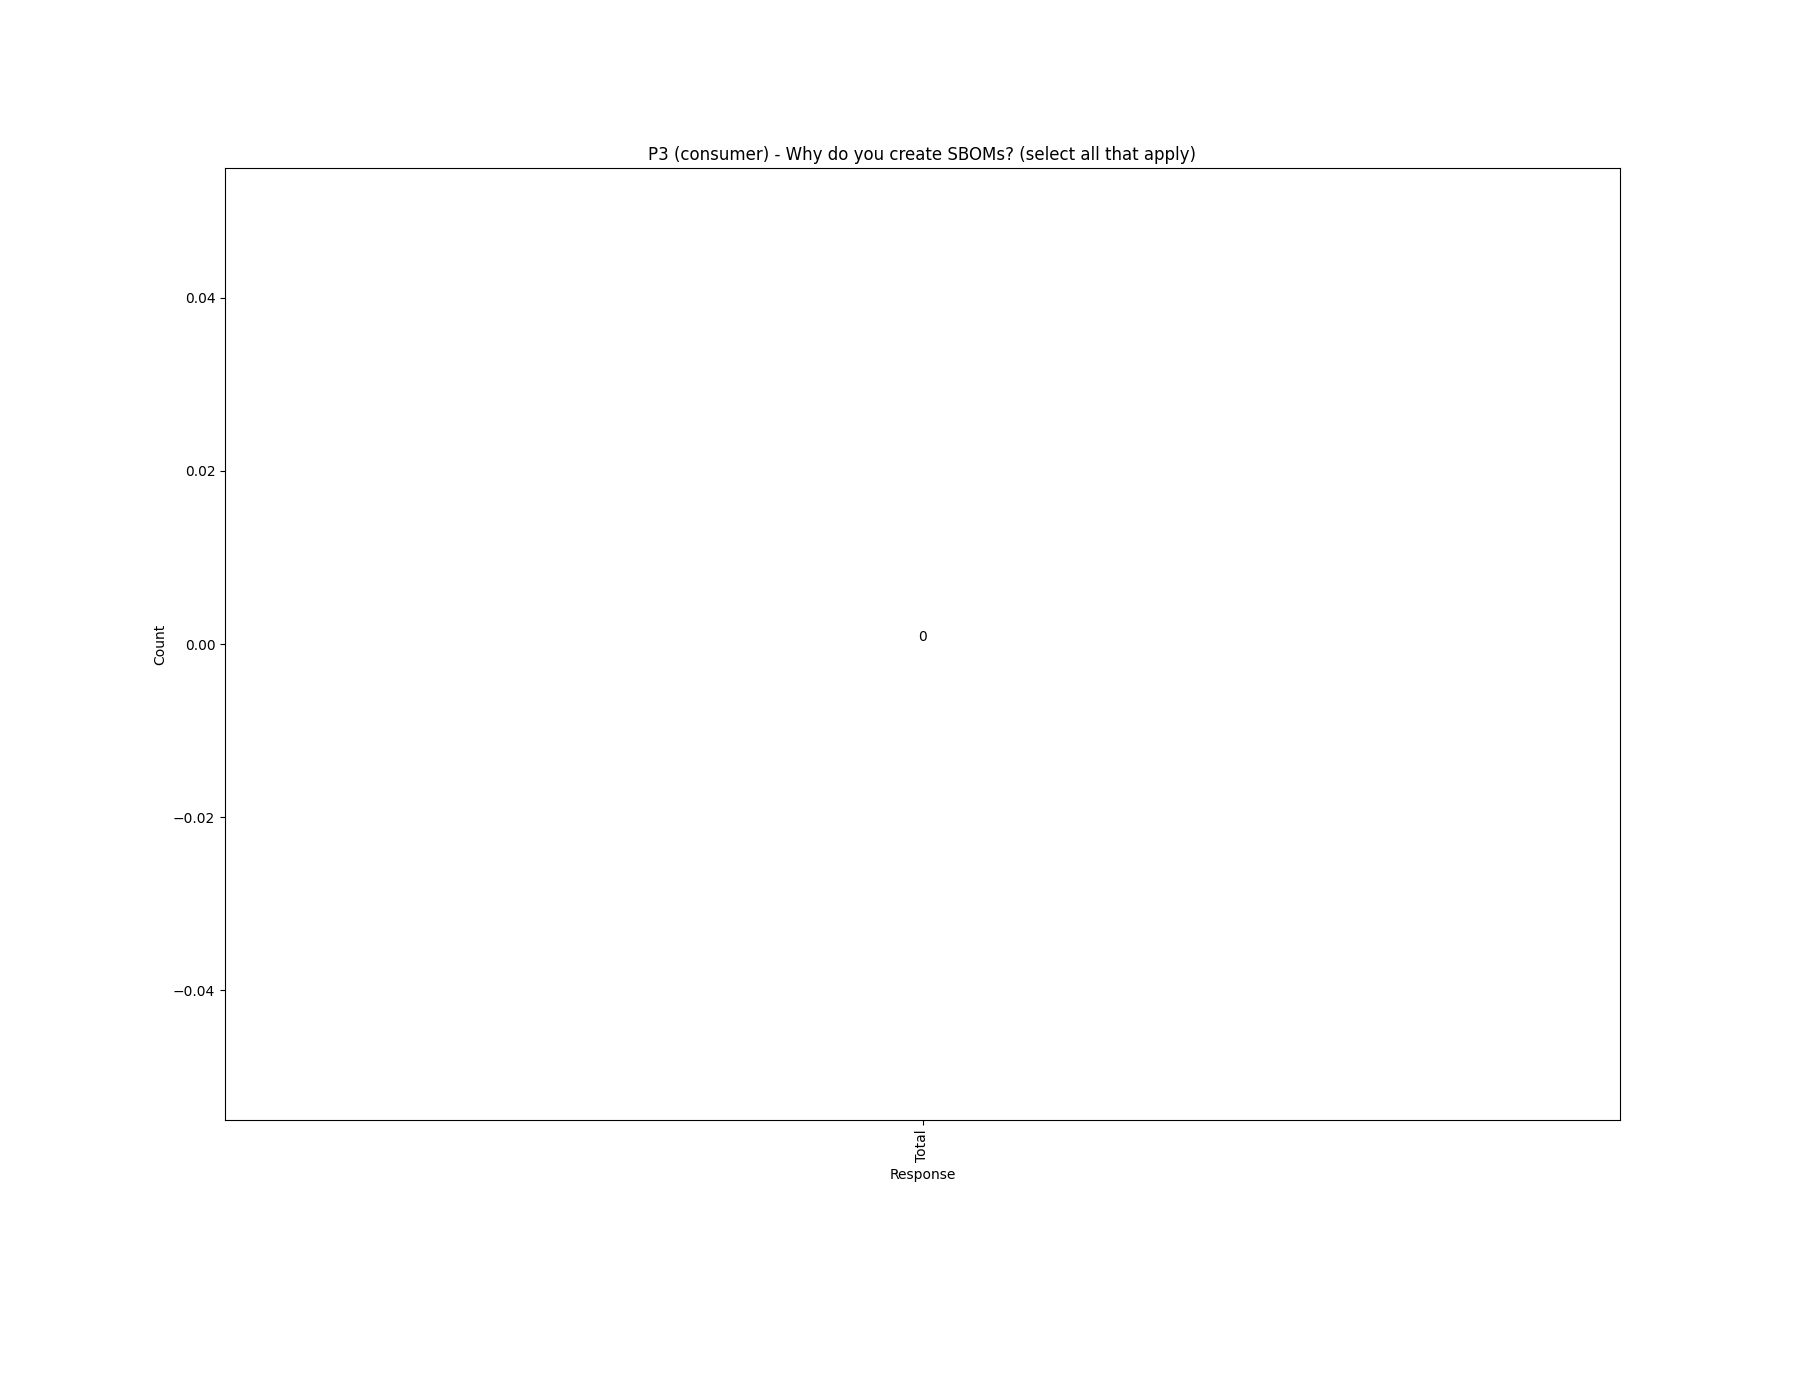 P3 (consumer) - Why do you create SBOMs? (select all that apply)
0.04
0.02
0.00
−0.02
−0.04
Count
0
Total
Response